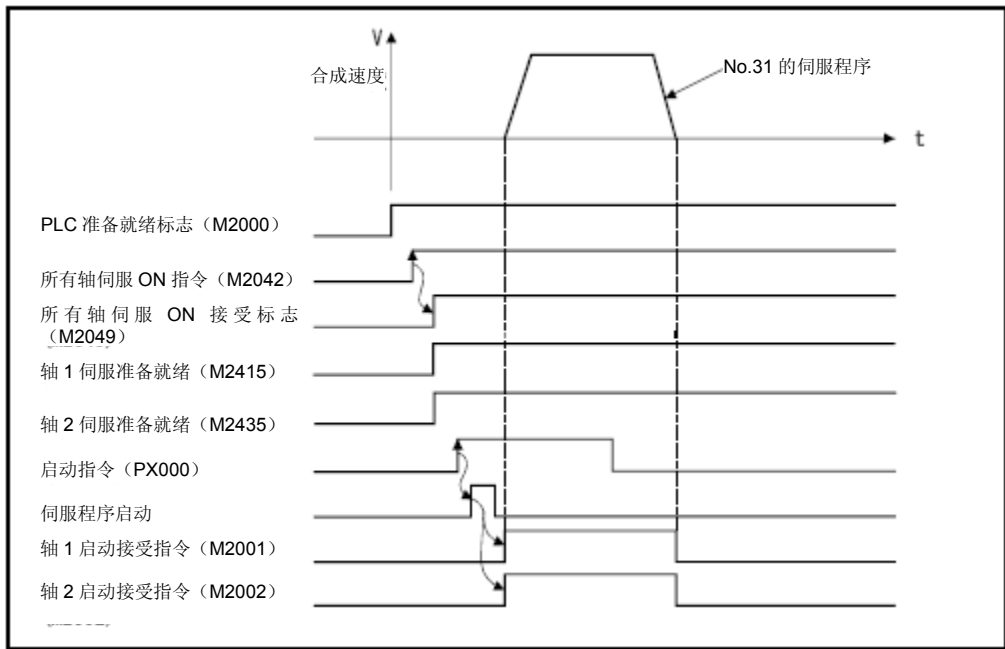 V
合成速度
No.31 的伺服程序
t
PLC 准备就绪标志（M2000）
所有轴伺服 ON 指令（M2042）
所有轴伺服 ON 接受标志
（M2049）
轴 1 伺服准备就绪（M2415）
轴 2 伺服准备就绪（M2435）
启动指令（PX000）
伺服程序启动
轴 1 启动接受指令（M2001）
轴 2 启动接受指令（M2002）